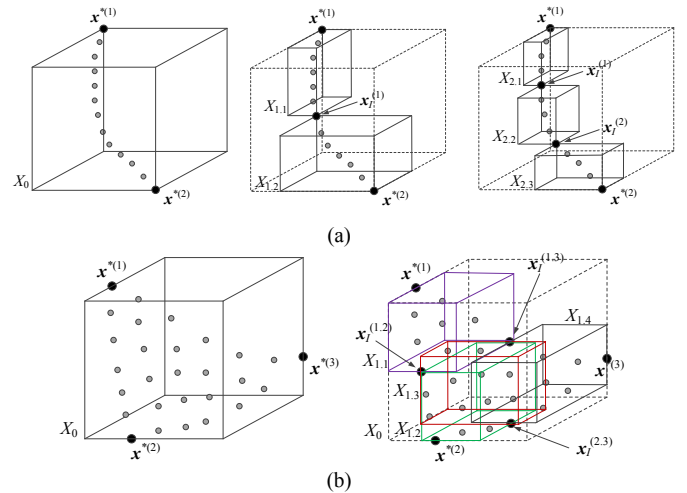 x*(1)
X0
x*(2)
x*(1)
X1.1
xI(1)
X1.2
x*(2)
x*(1)
X2.1
xI(1)
X2.2
xI(2)
X2.3
x*(2)
(a)
x*(1)
x*(3)
X0
x*(2)
x*(1)
xI(1.3)
xI(1.2)
X1.4
X1.1
x*(3)
X1.3
X0
X1.2
x*(2)
xI(2.3)
(b)